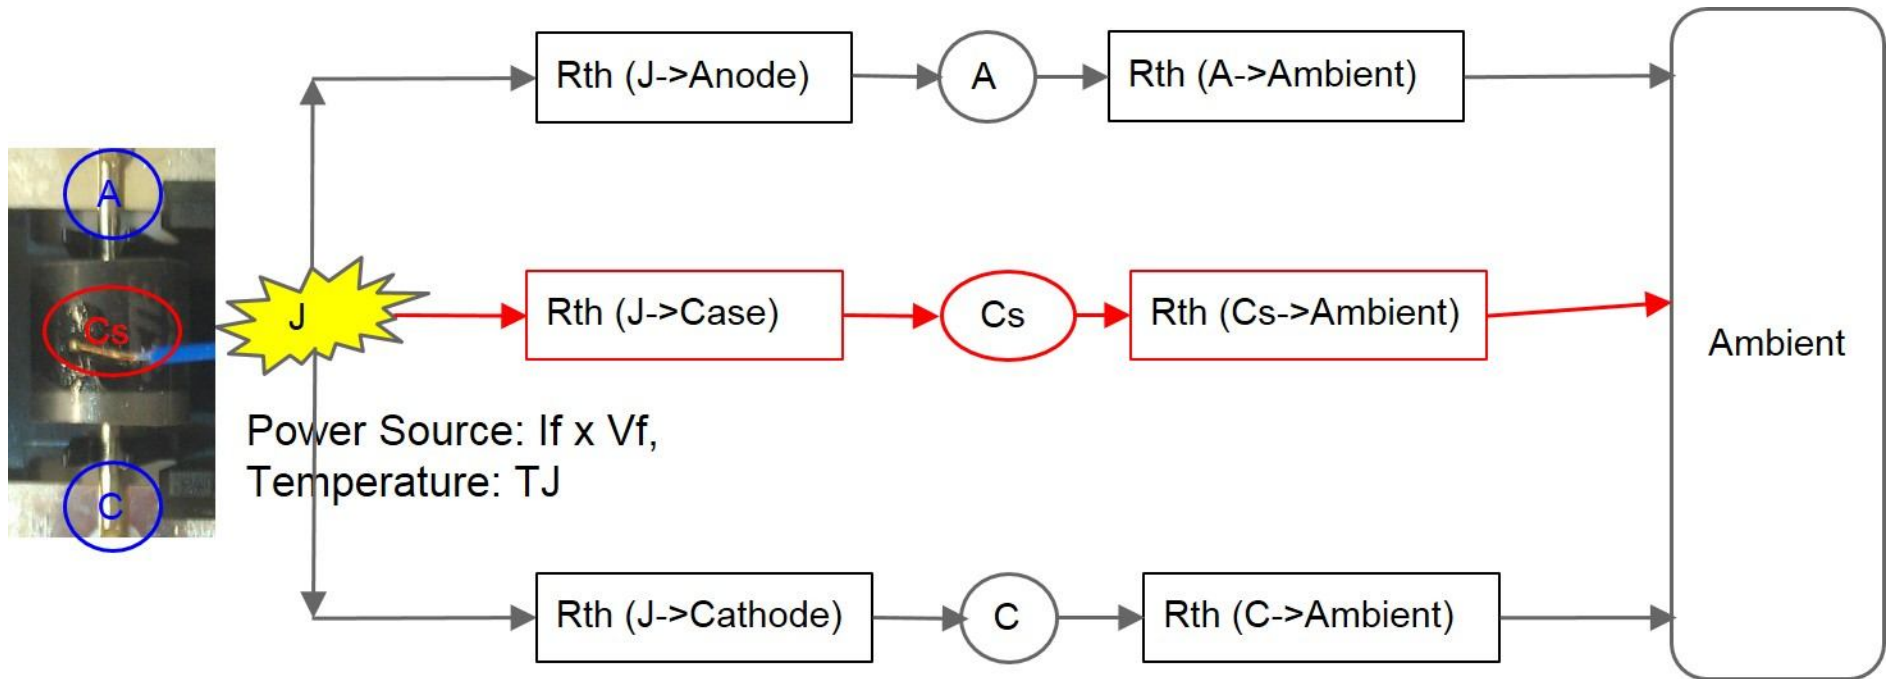 Rth (J->Anode)
A
Rth (A->Ambient)
A
Cs
J
Rth (J->Case)
Cs
Rth (Cs->Ambient)
Ambient
Power Source: If x Vf,
Temperature: TJ
C
Rth (J->Cathode)
C
Rth (C->Ambient)